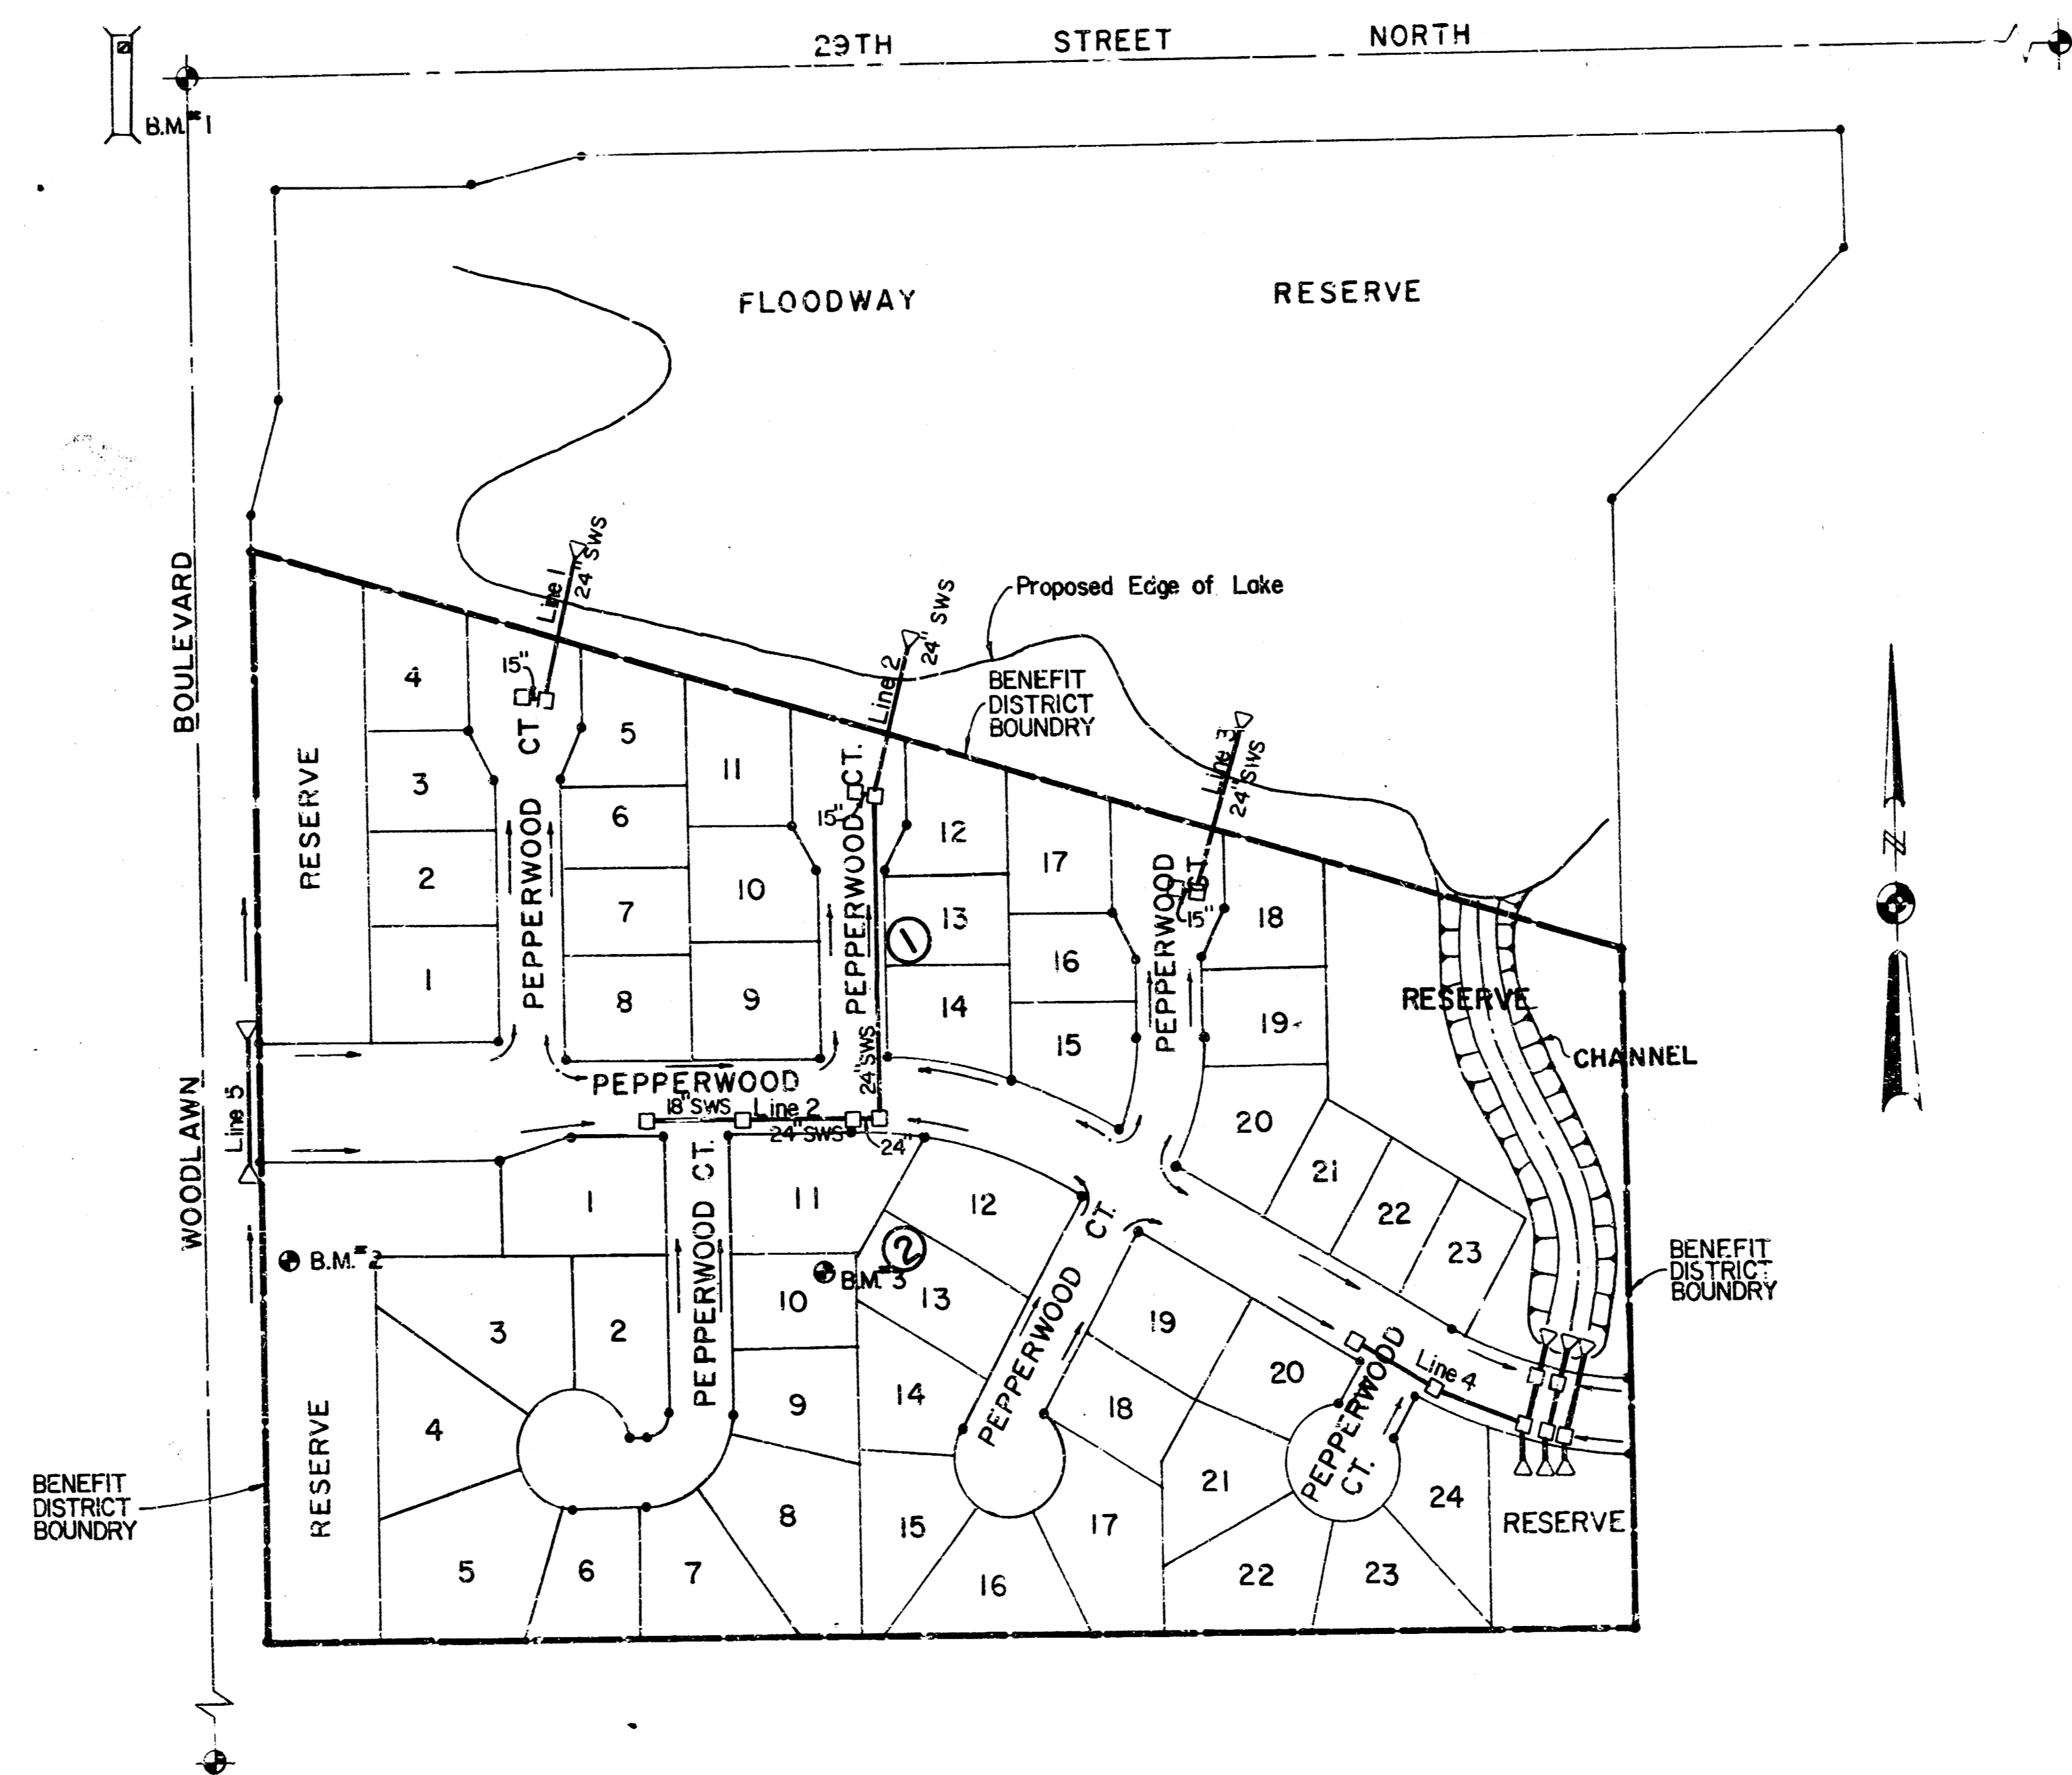 29TH STREET NORTH
B.M.#1
FLOODWAY RESERVE
BOULEVARD
WOODLAWN
Line 1
24" SWS
15"
Line 2
24" SWS
15"
Proposed Edge of Lake
BENEFIT
DISTRICT
BOUNDRY
Line 3
24" SWS
15"
N
RESERVE
4
3
2
1
PEPPERWOOD CT
5
6
7
8
11
10
9
PEPPERWOOD CT.
1
12
13
14
17
16
15
PEPPERWOOD CT.
18
19
20
21
22
23
RESERVE
CHANNEL
PEPPERWOOD
18" SWS
Line 2
24" SWS
24"
24" SWS
Line 5
B.M.#2
B.M.#3
2
1
2
3
4
5
6
7
8
9
10
11
PEPPERWOOD CT.
12
13
14
15
16
17
18
19
PEPPERWOOD CT.
20
21
22
23
24
PEPPERWOOD
CT.
Line 4
RESERVE
RESERVE
BENEFIT
DISTRICT
BOUNDRY
BENEFIT
DISTRICT
BOUNDRY